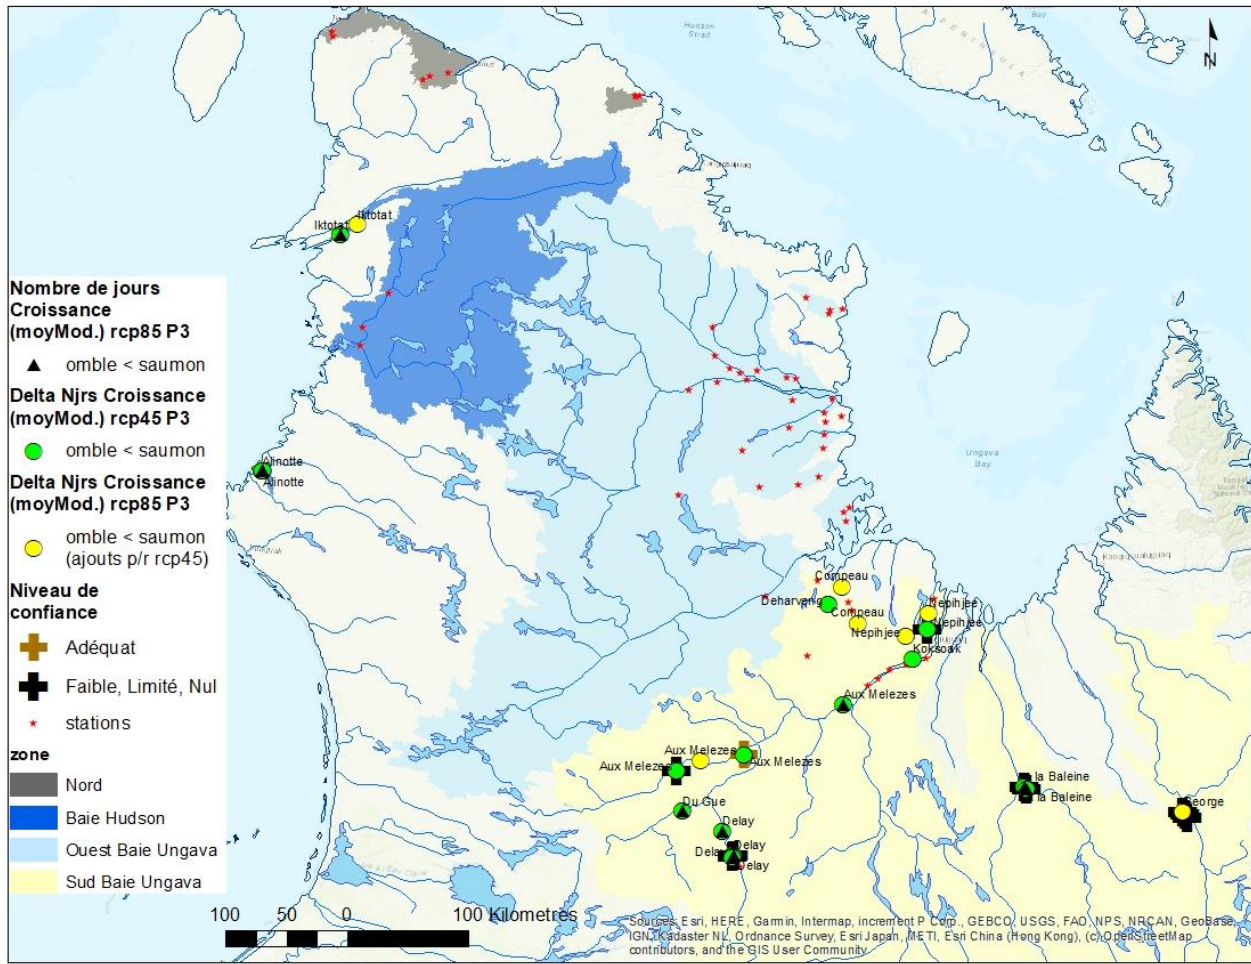 Hudson
Strait
Bay
PENINSULA
N
Kangiqsujuaq
Iktotat
Iktotat
Nombre de jours
Croissance
(moyMod.) rcp85 P3
omble < saumon
Delta Njrs Croissance
(moyMod.) rcp45 P3
omble < saumon
Delta Njrs Croissance
(moyMod.) rcp85 P3
omble < saumon
(ajouts p/r rcp45)
Niveau de
confiance
Adéquat
Faible, Limité, Nul
stations
zone
Nord
Baie Hudson
Ouest Baie Ungava
Sud Baie Ungava
Alinotte
Alinotte
Ungava
Bay
Kangiqsualujjuaq
Compeau
Deharveng
Compeau
Nepihjee
Nepihjee
Nepihjee
Koksoak
Aux Melezes
Aux Melezes
Aux Melezes
Aux Melezes
Du Gue
Delay
Delay
Delay
Delay
la Baleine
la Baleine
George
100 50 0 100 Kilometres
Sources: Esri, HERE, Garmin, Intermap, increment P Corp., GEBCO, USGS, FAO, NPS, NRCAN, GeoBase,
IGN, Kadaster NL, Ordnance Survey, Esri Japan, METI, Esri China (Hong Kong), (c) OpenStreetMap
contributors, and the GIS User Community